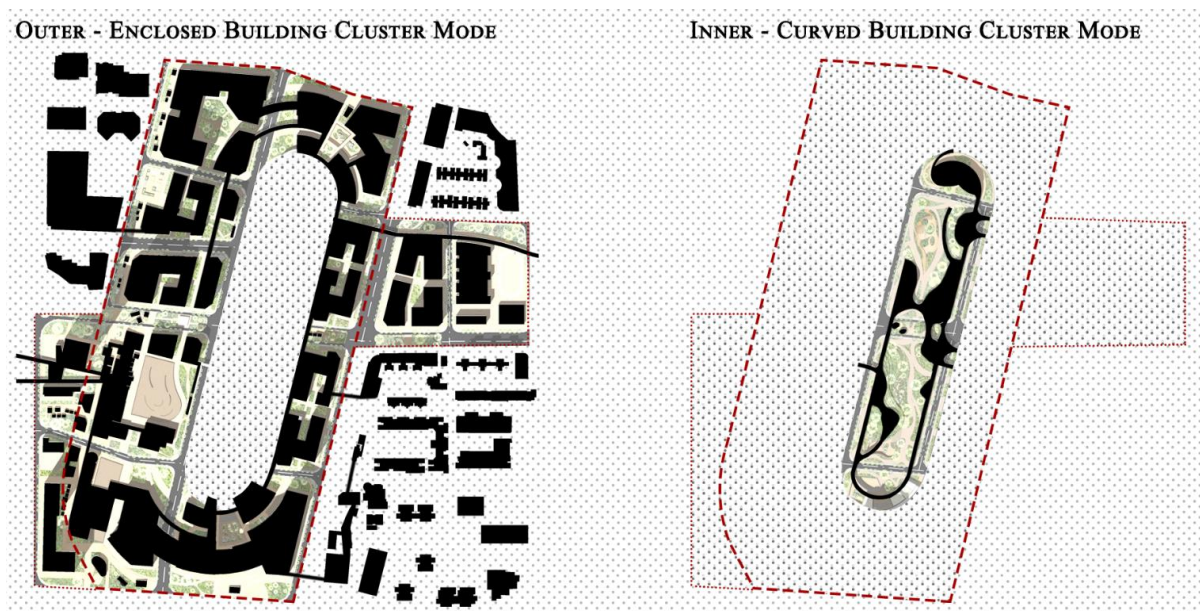 OUTER - ENCLOSED BUILDING CLUSTER MODE
INNER - CURVED BUILDING CLUSTER MODE